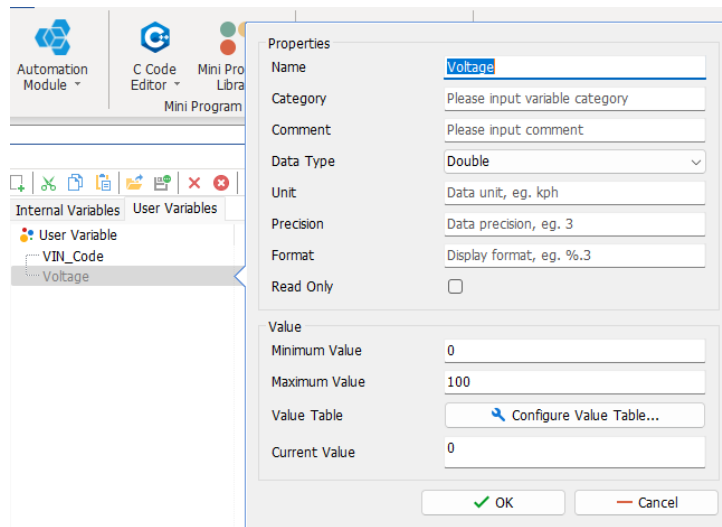 Automation
Module
C Code
Editor
Mini Pro
Libra
Mini Program
Internal Variables
User Variables
User Variable
VIN_Code
Voltage
Properties
Name
Voltage
Category
Please input variable category
Comment
Please input comment
Data Type
Double
Unit
Data unit, eg. kph
Precision
Data precision, eg. 3
Format
Display format, eg. %.3
Read Only
Value
Minimum Value
0
Maximum Value
100
Value Table
Configure Value Table...
Current Value
0
OK
Cancel